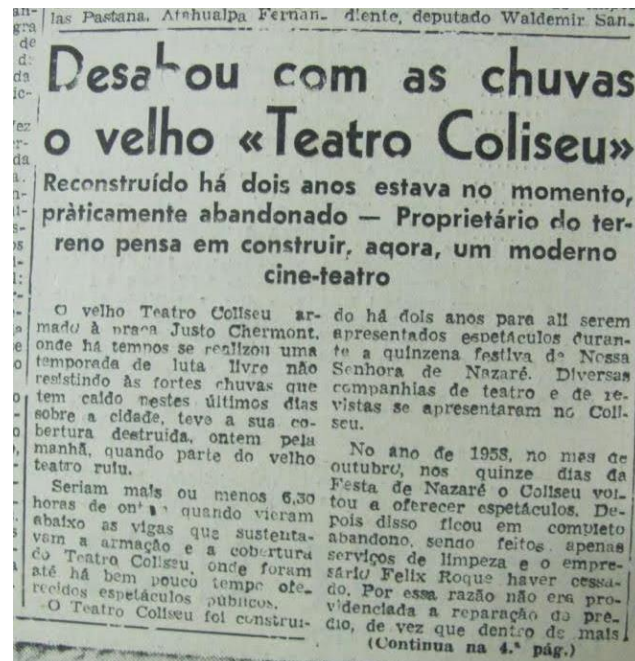 las Pastana, Atahualpa Fernan-
diente, deputado Waldemir San-
Desabou com as chuvas
o velho «Teatro Coliseu»
Reconstruído há dois anos estava no momento,
pràticamente abandonado — Proprietário do ter-
reno pensa em construir, agora, um moderno
cine-teatro
O velho Teatro Coliseu ar-
mado à praça Justo Chermont,
onde há tempos se realizou uma
temporada de luta livre não
resistindo às fortes chuvas que
tem caido nestes últimos dias
sobre a cidade, teve a sua co-
bertura destruida, ontem pela
manhã, quando parte do velho
teatro ruiu.
Seriam mais ou menos 6,30
horas de quando vieram
abaixo as vigas que sustenta-
vam a armação e a cobertura
do Teatro Coliseu, onde foram
até há bem pouco tempo ofe-
recidos espetáculos públicos.
O Teatro Coliseu foi construi-
do há dois anos para ali serem
apresentados espetáculos duran-
te a quinzena festiva de Nossa
Senhora de Nazaré. Diversas
companhias de teatro e de re-
vistas se apresentaram no Coli-
seu.
No ano de 1958, no mes de
outubro, nos quinze dias da
Festa de Nazaré o Coliseu vol-
tou a oferecer espetáculos. De-
pois disso ficou em completo
abandono, sendo feitos apenas
serviços de limpeza e o empre-
sário Felix Roque haver cessa-
do. Por essa razão não era pro-
videnciada a reparação do pré-
dio, de vez que dentro de mais
(Continua na 4.ª pág.)